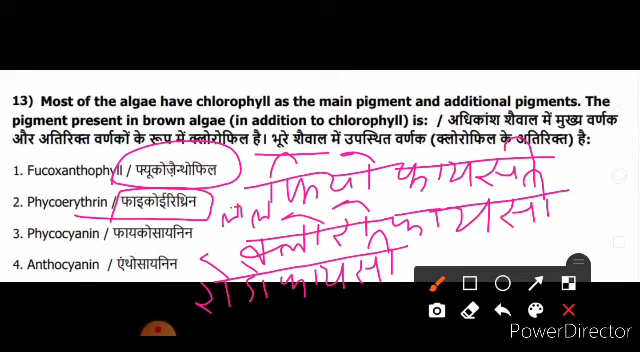 13) Most of the algae have chlorophyll as the main pigment and additional pigments. The
pigment present in brown algae (in addition to chlorophyll) is: / अधिकांश शैवाल में मुख्य वर्णक
और अतिरिक्त वर्णकों के रूप में क्लोरोफिल है। भूरे शैवाल में उपस्थित वर्णक (क्लोरोफिल के अतिरिक्त) है:
1. Fucoxanthophyll / फ्यूकोज़ैन्थोफिल
फियो कायसी
2. Phycoerythrin / फाइकोईरिथ्रिन
लाल
क्लोरो कायसी
3. Phycocyanin / फायकोसायनिन
4. Anthocyanin / एंथोसायनिन
रोडो कायसी
PowerDirector